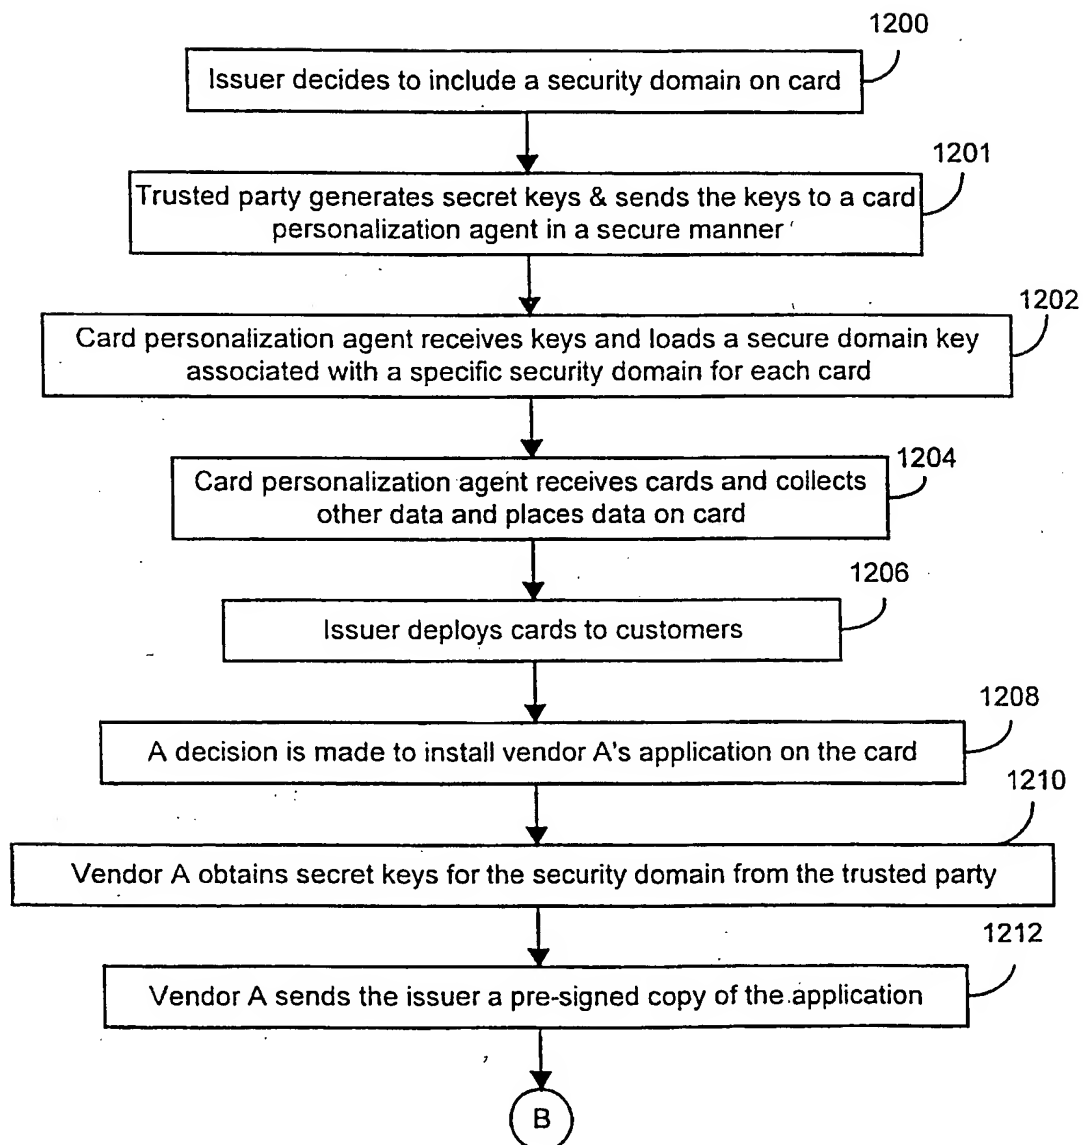 1200
Issuer decides to include a security domain on card
1201
Trusted party generates secret keys & sends the keys to a card
personalization agent in a secure manner
1202
Card personalization agent receives keys and loads a secure domain key
associated with a specific security domain for each card
1204
Card personalization agent receives cards and collects
other data and places data on card
1206
Issuer deploys cards to customers
1208
A decision is made to install vendor A's application on the card
1210
Vendor A obtains secret keys for the security domain from the trusted party
1212
Vendor A sends the issuer a pre-signed copy of the application
B